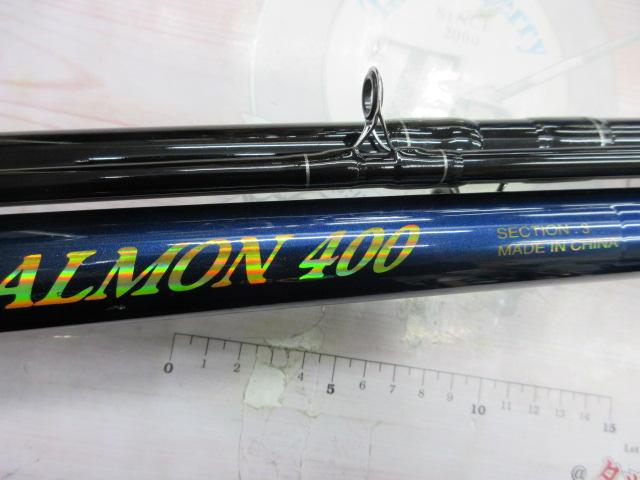 SINCE
2000
ALMON 400
SECTION : 3
MADE IN CHINA
0 1 2 3 4 5 6 7 8 9 10 11 12 13 14 15